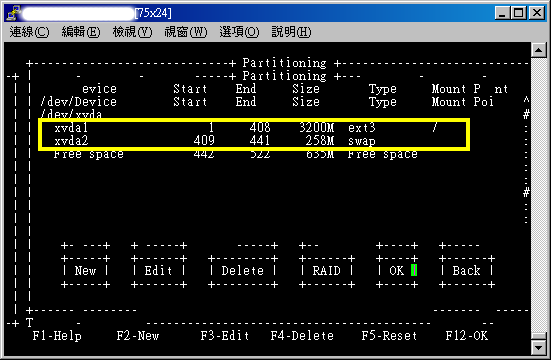 [75x24]
連線(C) 編輯(E) 檢視(V) 視窗(W) 選項(O) 說明(H)
Partitioning
Partitioning
evice Start End Size Type Mount P nt
/dev/Device Start End Size Type Mount Poi
/dev/xvda
xvda1 1 408 3200M ext3 /
xvda2 409 441 258M swap
Free space 442 522 635M Free space
New Edit Delete RAID OK Back
T
F1-Help F2-New F3-Edit F4-Delete F5-Reset F12-OK